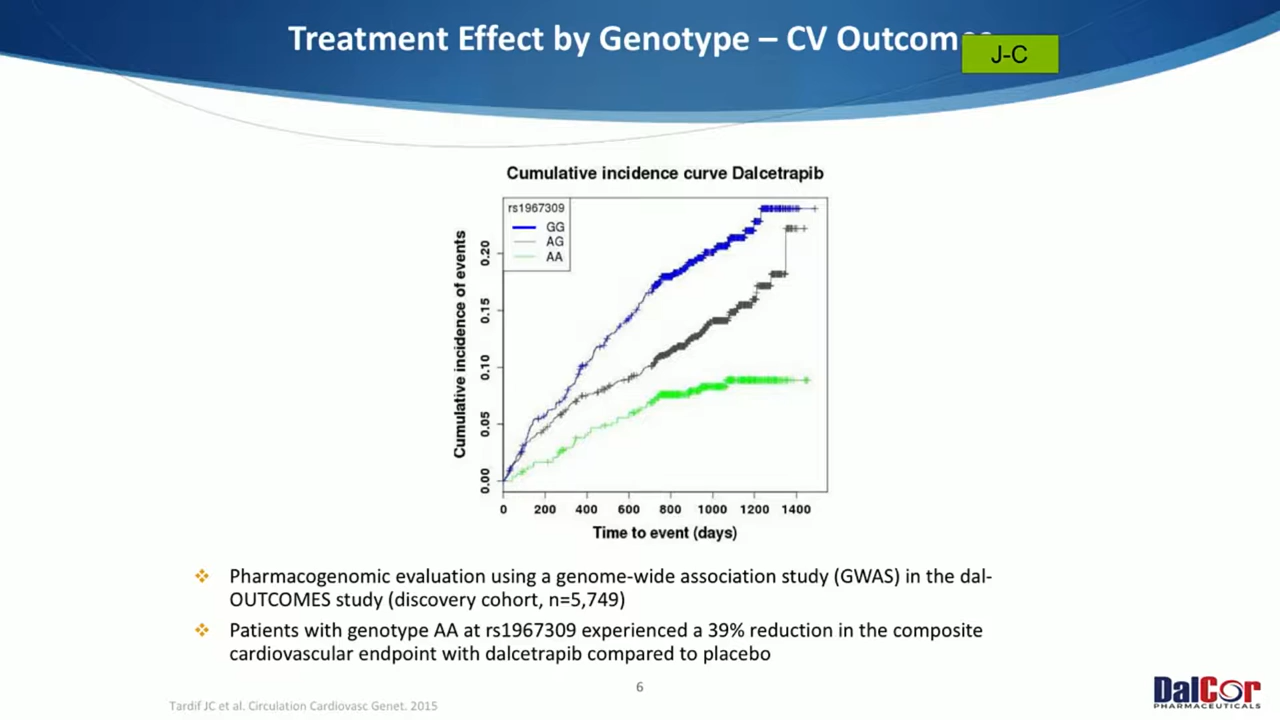 Treatment Effect by Genotype – CV Outcom
J-C
Cumulative incidence curve Dalcetrapib
rs1967309
GG
AG
AA
Cumulative incidence of events
0.00
0.05
0.10
0.15
0.20
0 200 400 600 800 1000 1200 1400
Time to event (days)
Pharmacogenomic evaluation using a genome-wide association study (GWAS) in the dal-
OUTCOMES study (discovery cohort, n=5,749)
Patients with genotype AA at rs1967309 experienced a 39% reduction in the composite
cardiovascular endpoint with dalcetrapib compared to placebo
6
Tardif JC et al. Circulation Cardiovasc Genet. 2015
DalCor
PHARMACEUTICALS